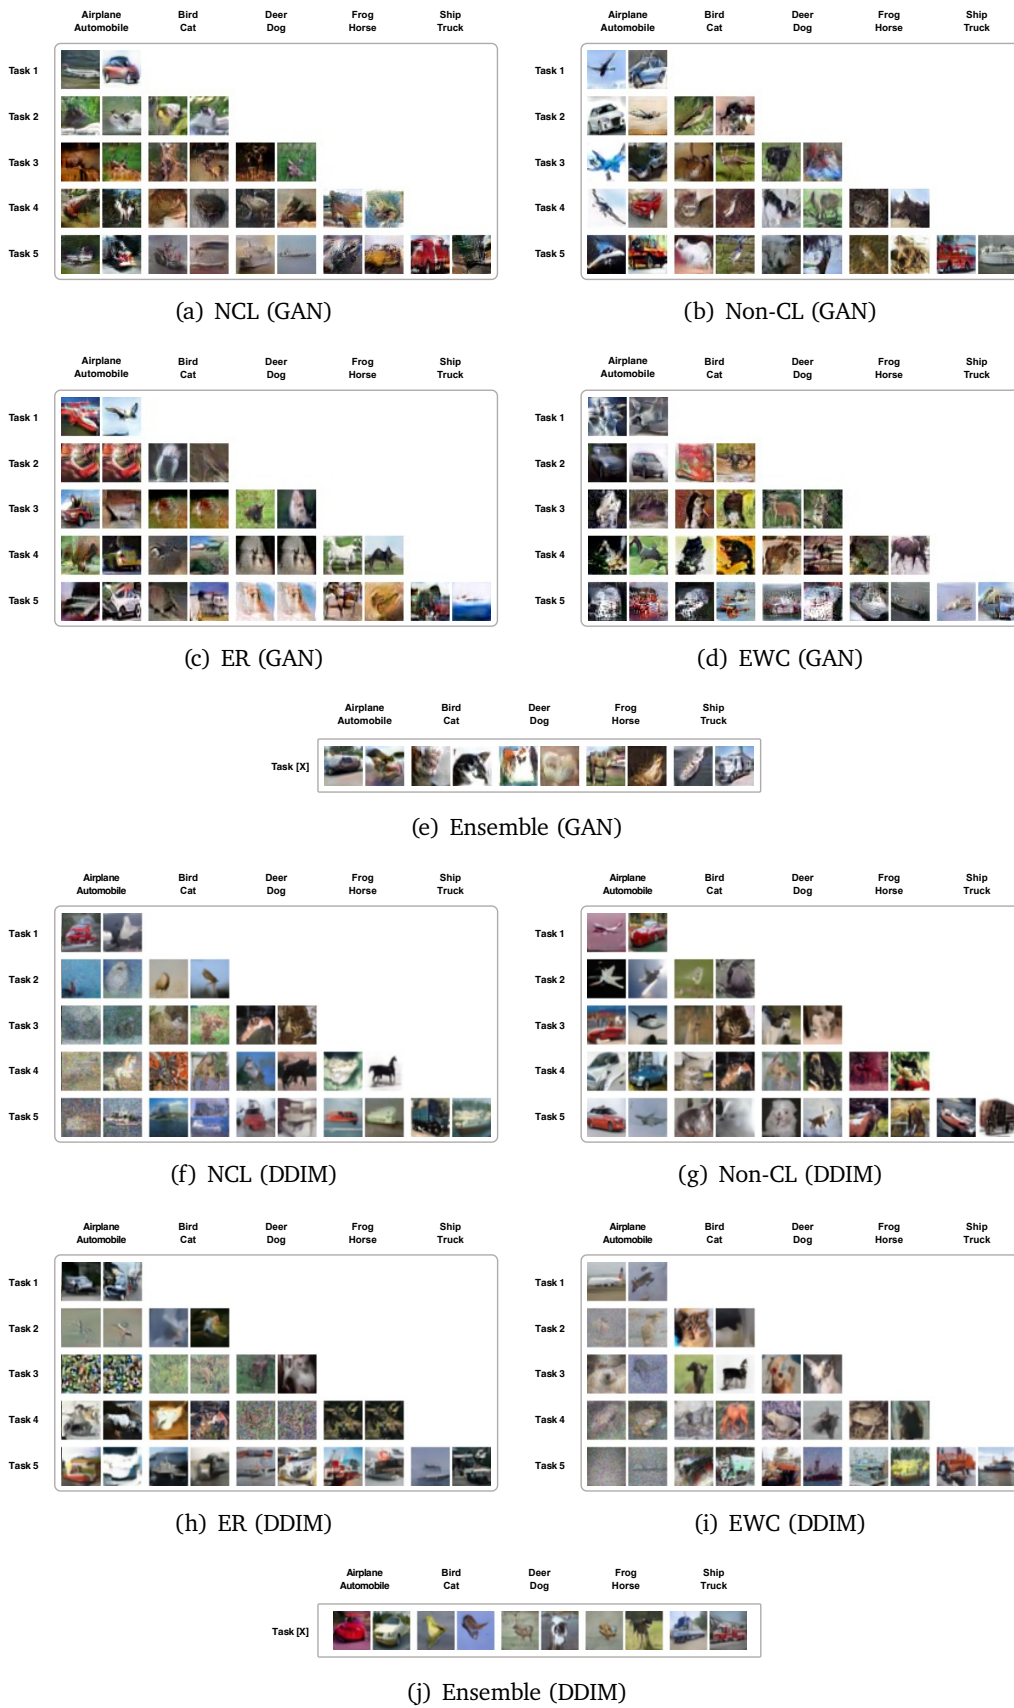 Airplane Bird Deer Frog Ship
Automobile Cat Dog Horse Truck
Task 1
Task 2
Task 3
Task 4
Task 5
(a) NCL (GAN)
Airplane Bird Deer Frog Ship
Automobile Cat Dog Horse Truck
Task 1
Task 2
Task 3
Task 4
Task 5
(b) Non-CL (GAN)
Airplane Bird Deer Frog Ship
Automobile Cat Dog Horse Truck
Task 1
Task 2
Task 3
Task 4
Task 5
(c) ER (GAN)
Airplane Bird Deer Frog Ship
Automobile Cat Dog Horse Truck
Task 1
Task 2
Task 3
Task 4
Task 5
(d) EWC (GAN)
Airplane Bird Deer Frog Ship
Automobile Cat Dog Horse Truck
Task [X]
(e) Ensemble (GAN)
Airplane Bird Deer Frog Ship
Automobile Cat Dog Horse Truck
Task 1
Task 2
Task 3
Task 4
Task 5
(f) NCL (DDIM)
Airplane Bird Deer Frog Ship
Automobile Cat Dog Horse Truck
Task 1
Task 2
Task 3
Task 4
Task 5
(g) Non-CL (DDIM)
Airplane Bird Deer Frog Ship
Automobile Cat Dog Horse Truck
Task 1
Task 2
Task 3
Task 4
Task 5
(h) ER (DDIM)
Airplane Bird Deer Frog Ship
Automobile Cat Dog Horse Truck
Task 1
Task 2
Task 3
Task 4
Task 5
(i) EWC (DDIM)
Airplane Bird Deer Frog Ship
Automobile Cat Dog Horse Truck
Task [X]
(j) Ensemble (DDIM)